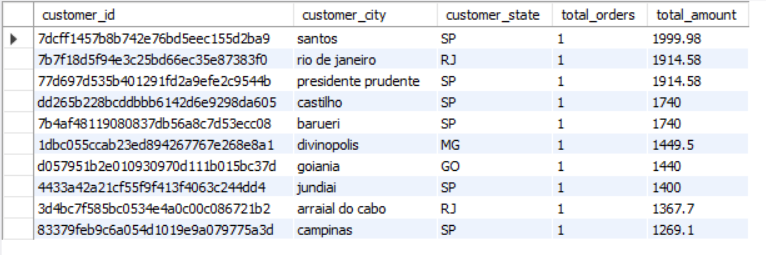 customer_id customer_city customer_state total_orders total_amount
7dcff1457b8b742e76bd5eec155d2ba9 santos SP 1 1999.98
7b7f18d5f94e3c25bd66ec35e87383f0 rio de janeiro RJ 1 1914.58
77d697d535b401291fd2a9efe2c9544b presidente prudente SP 1 1914.58
dd265b228bcddbbb6142d6e9298da605 castilho SP 1 1740
7b4af48119080837db56a8c7d53ecc08 barueri SP 1 1740
1dbc055ccab23ed894267767e268e8a1 divinopolis MG 1 1449.5
d057951b2e010930970d111b015bc37d goiania GO 1 1440
4433a42a21cf55f9f413f4063c244dd4 jundiai SP 1 1400
3d4bc7f585bc0534e4a0c00c086721b2 arraial do cabo RJ 1 1367.7
83379feb9c6a054d1019e9a079775a3d campinas SP 1 1269.1